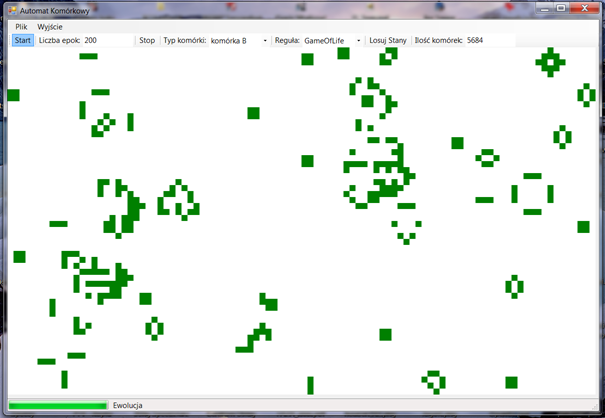 Automat Komórkowy
Plik Wyjście
Start Liczba epok: 200 Stop Typ komórki: komórka B Reguła: GameOfLife Losuj Stany Ilość komórek: 5684
Ewolucja